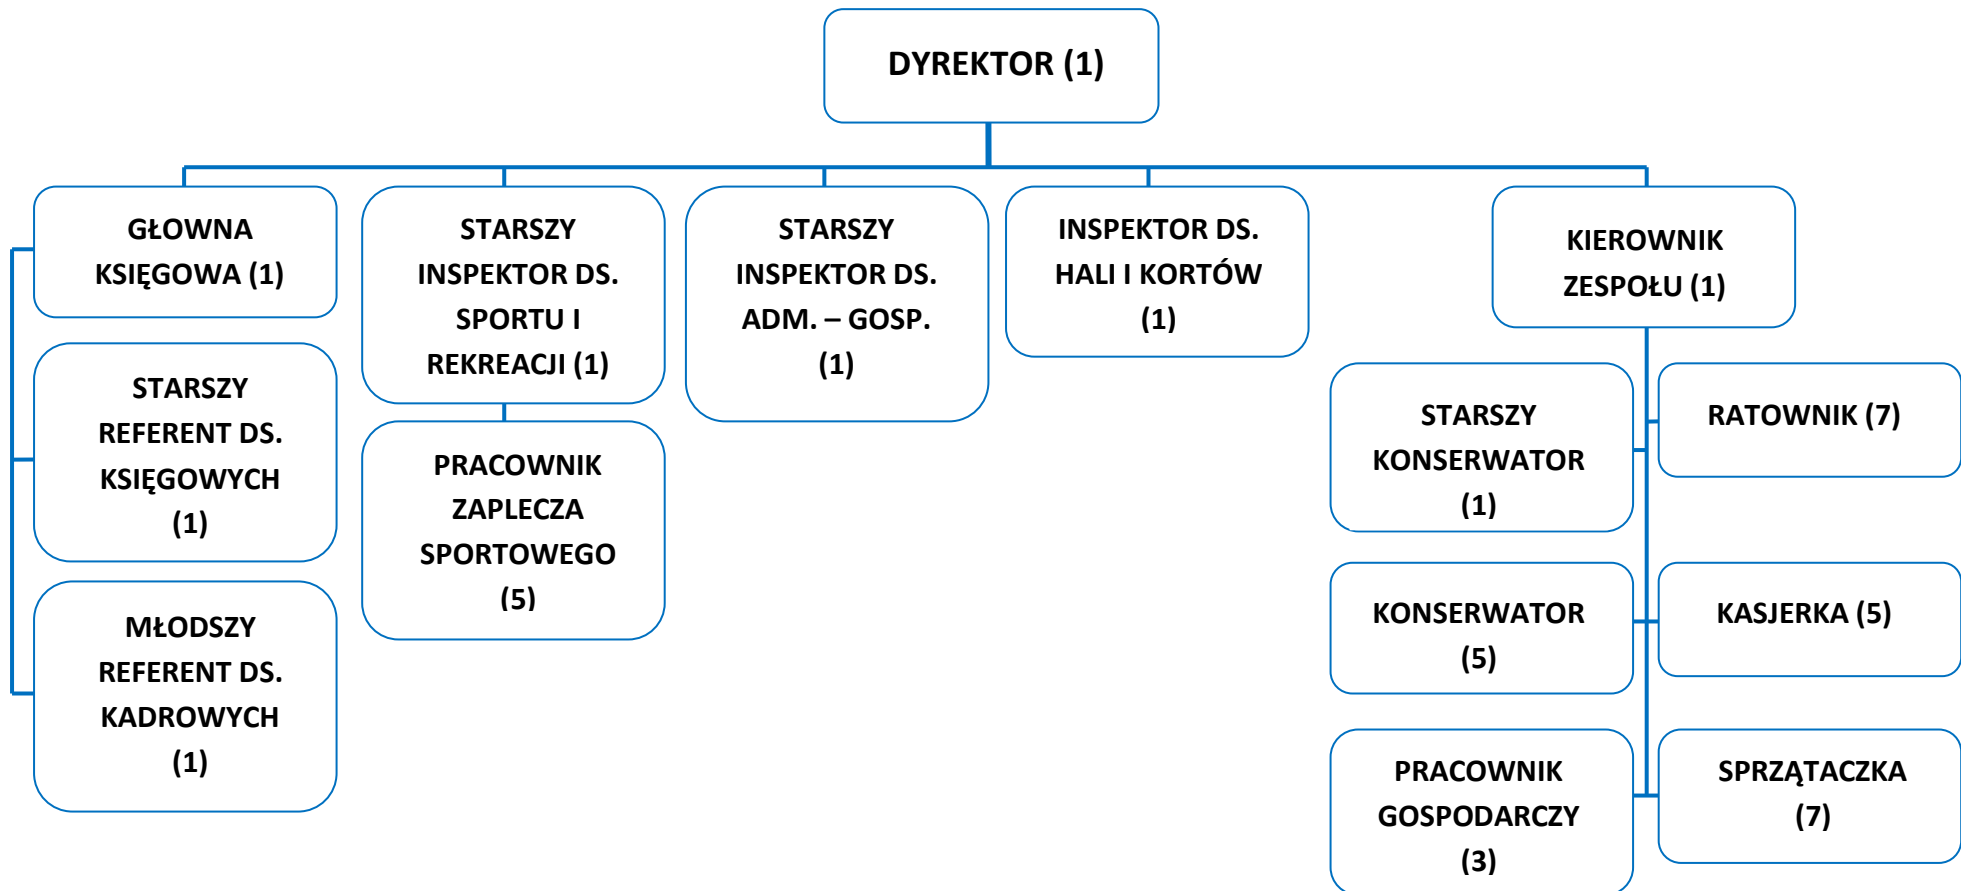 DYREKTOR (1)
GŁOWNA
KSIĘGOWA (1)
STARSZY
REFERENT DS.
KSIĘGOWYCH
(1)
MŁODSZY
REFERENT DS.
KADROWYCH
(1)
STARSZY
INSPEKTOR DS.
SPORTU I
REKREACJI (1)
PRACOWNIK
ZAPLECZA
SPORTOWEGO
(5)
STARSZY
INSPEKTOR DS.
ADM. – GOSP.
(1)
INSPEKTOR DS.
HALI I KORTÓW
(1)
KIEROWNIK
ZESPOŁU (1)
STARSZY
KONSERWATOR
(1)
RATOWNIK (7)
KONSERWATOR
(5)
KASJERKA (5)
PRACOWNIK
GOSPODARCZY
(3)
SPRZĄTACZKA
(7)